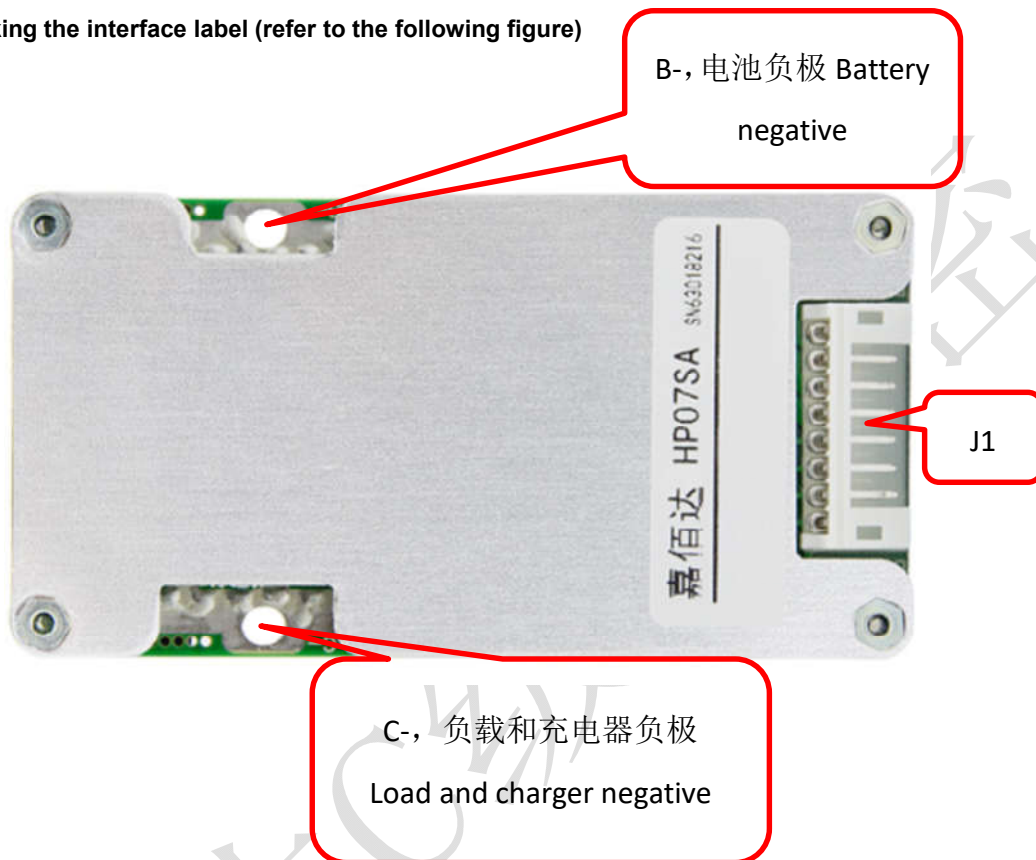 ing the interface label (refer to the following figure)
B-，电池负极 Battery
negative
嘉佰达 HP07SA SN63018216
J1
C-，负载和充电器负极
Load and charger negative